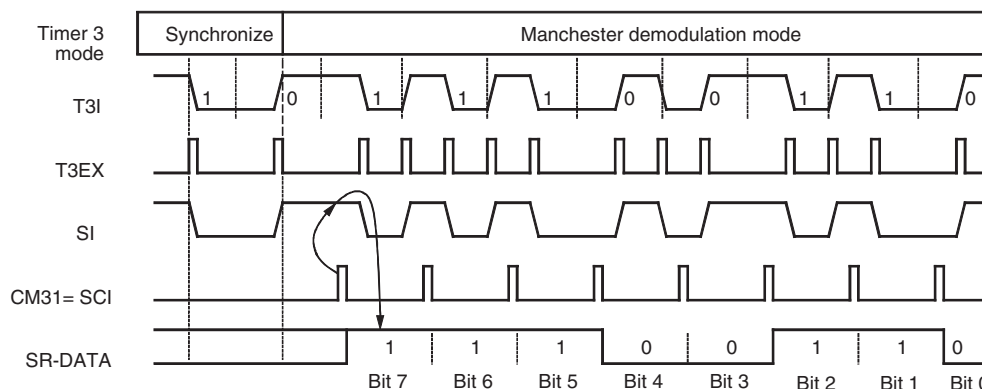 Timer 3 mode Synchronize Manchester demodulation mode
T3I 1 0 1 1 1 0 0 1 1 0
T3EX
SI
CM31= SCI
SR-DATA 1 1 1 0 0 1 1 0
Bit 7 Bit 6 Bit 5 Bit 4 Bit 3 Bit 2 Bit 1 Bit